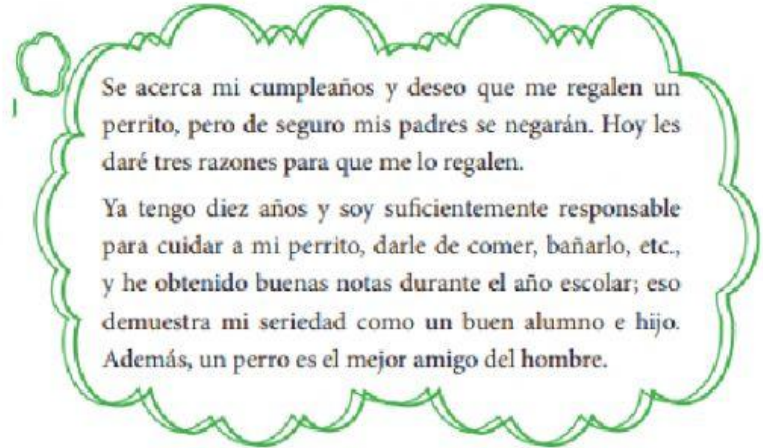 Se acerca mi cumpleaños y deseo que me regalen un
perrito, pero de seguro mis padres se negarán. Hoy les
daré tres razones para que me lo regalen.
Ya tengo diez años y soy suficientemente responsable
para cuidar a mi perrito, darle de comer, bañarlo, etc.,
y he obtenido buenas notas durante el año escolar; eso
demuestra mi seriedad como un buen alumno e hijo.
Además, un perro es el mejor amigo del hombre.